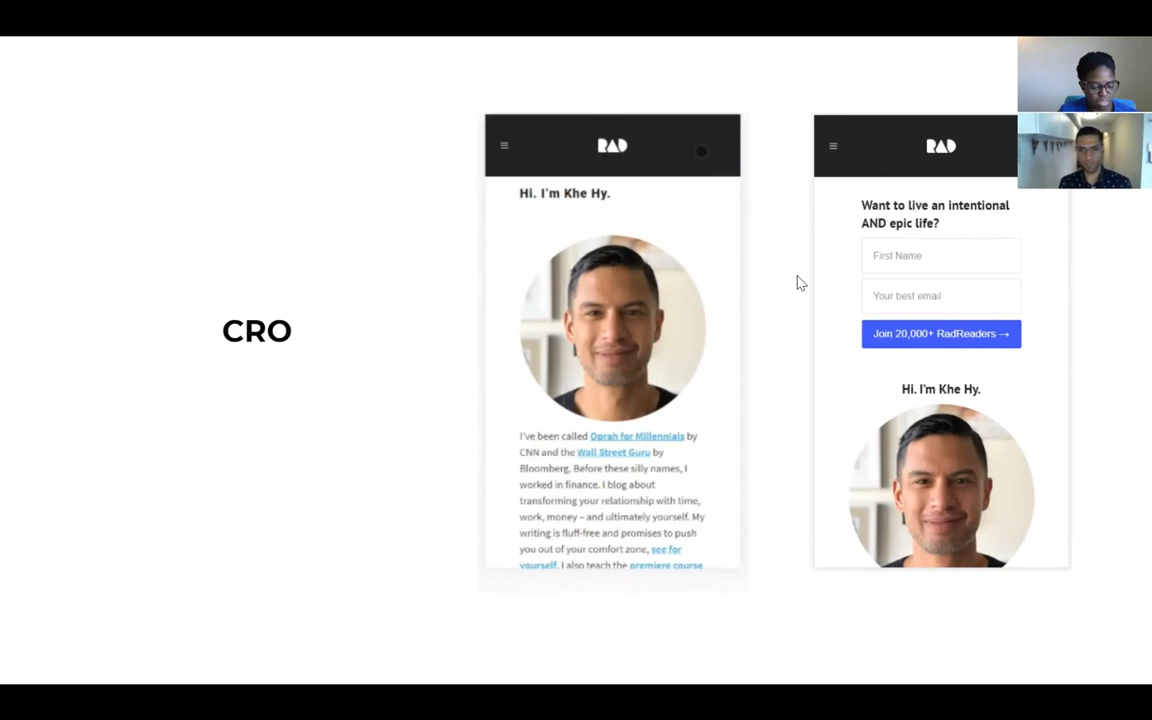 CRO
RAD
Hi. I'm Khe Hy.
I've been called Oprah for Millennials by
CNN and the Wall Street Guru by
Bloomberg. Before these silly names, I
worked in finance. I blog about
transforming your relationship with time,
work, money – and ultimately yourself. My
writing is fluff-free and promises to push
you out of your comfort zone, see for
yourself. I also teach the premiere course
RAD
Want to live an intentional
AND epic life?
First Name
Your best email
Join 20,000+ RadReaders →
Hi. I'm Khe Hy.